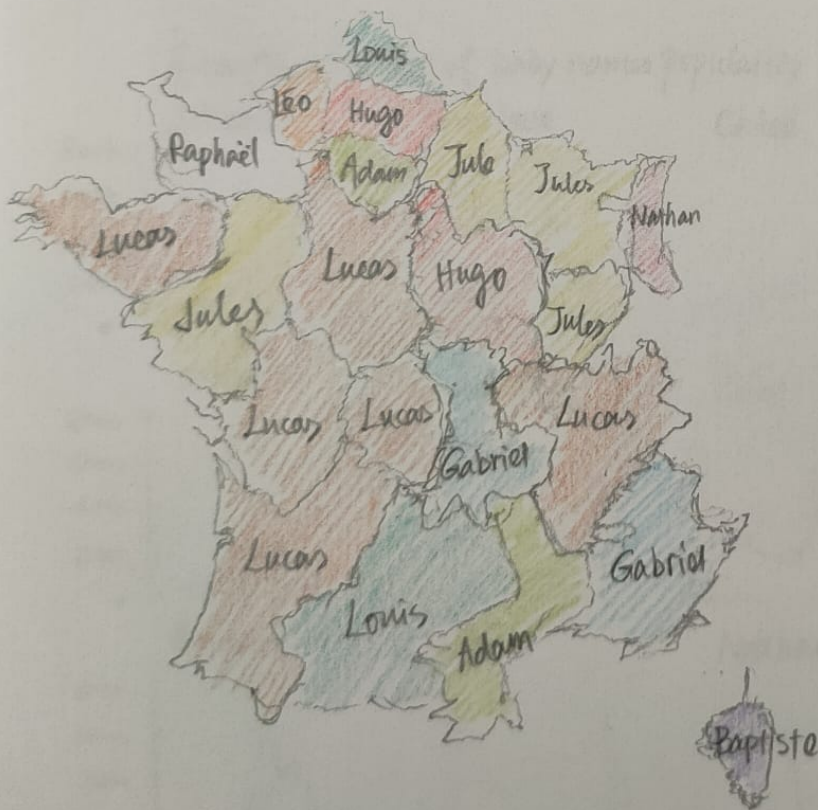 Louis
Léo
Hugo
Raphaël
Adam
Jule
Jules
Nathan
Lucas
Lucas
Hugo
Jules
Jules
Lucas
Lucas
Lucas
Gabriel
Lucas
Gabriel
Louis
Adam
Baptiste